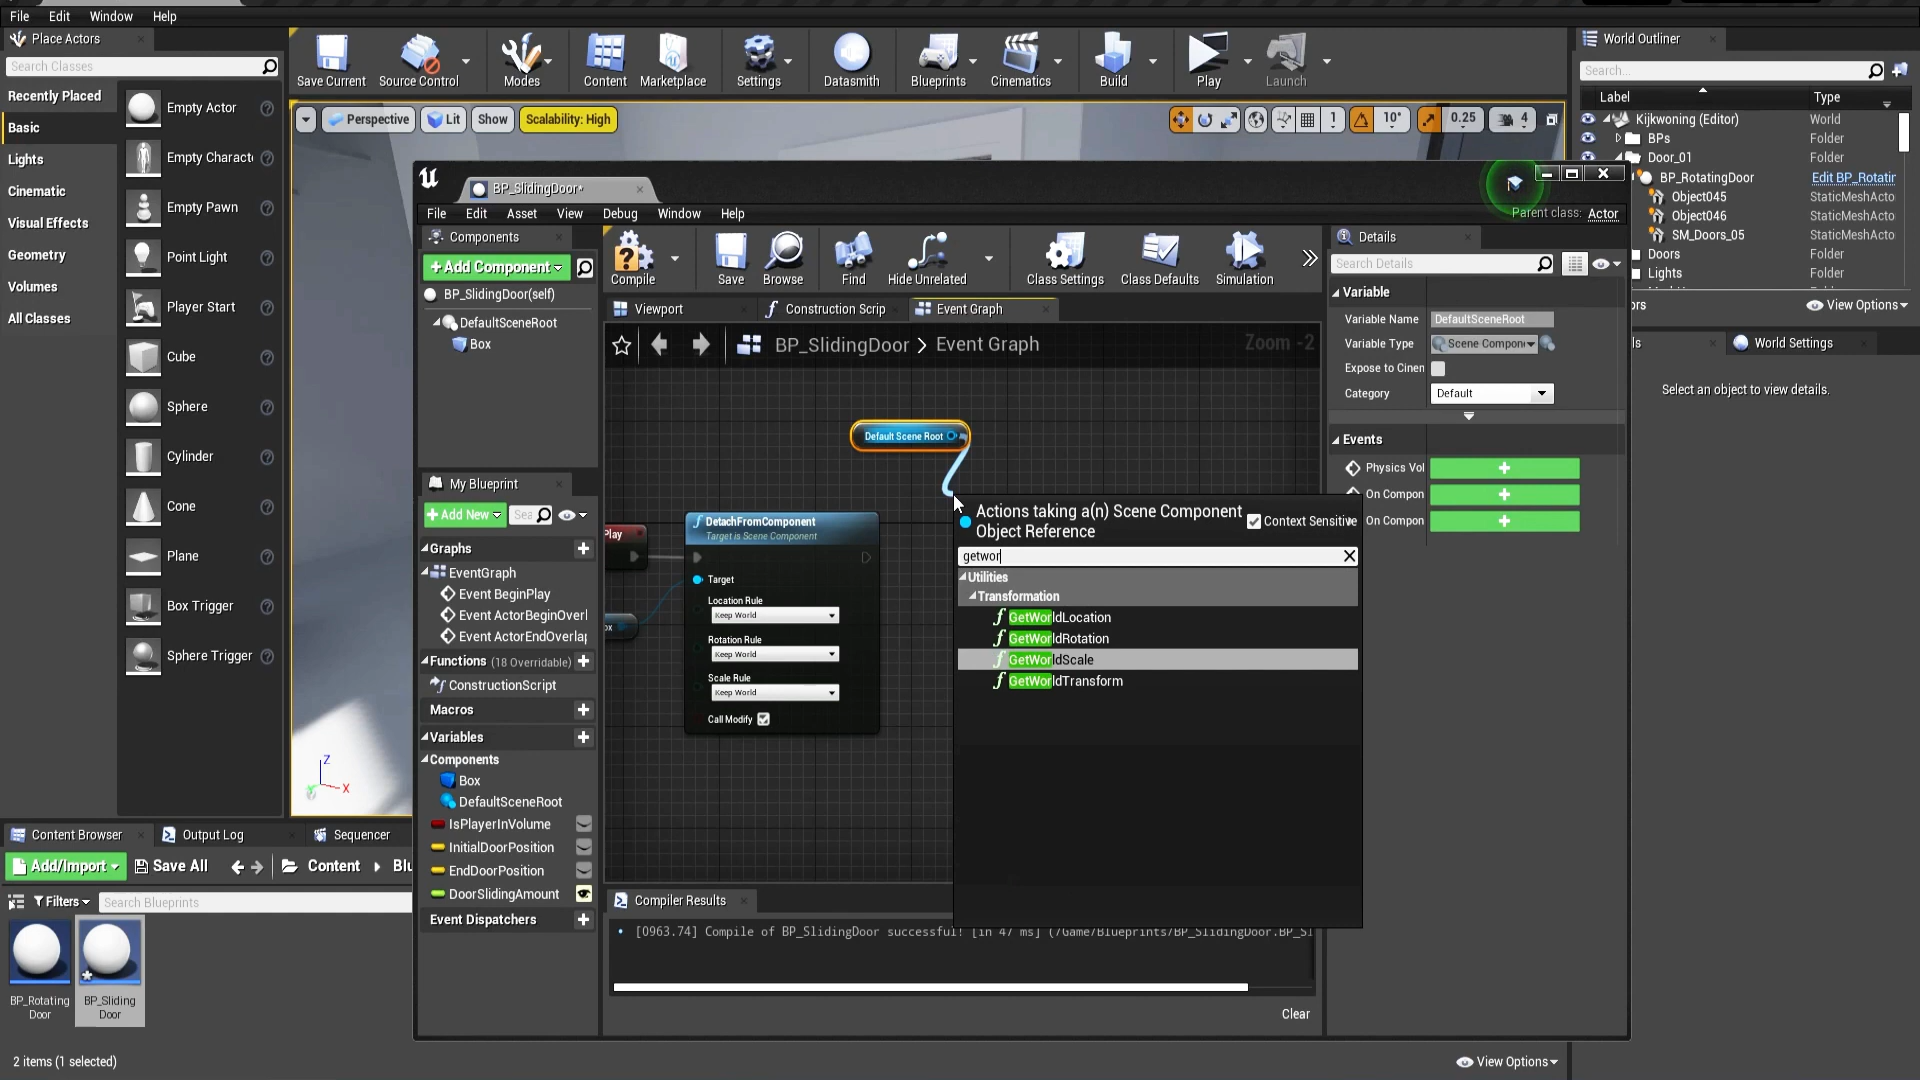 File Edit Window Help
Place Actors
Search Classes
Recently Placed
Basic
Lights
Cinematic
Visual Effects
Geometry
Volumes
All Classes
Empty Actor
Empty Charact
Empty Pawn
Point Light
Player Start
Cube
Sphere
Cylinder
Cone
Plane
Box Trigger
Sphere Trigger
Save Current
Source Control
Modes
Content
Marketplace
Settings
Datasmith
Blueprints
Cinematics
Build
Play
Launch
Perspective
Lit
Show
Scalability: High
1
10°
0.25
4
World Outliner
Search...
Label Type
Kijkwoning (Editor) World
BPs Folder
Door_01 Folder
BP_RotatingDoor Edit BP_Rotatin
Object045 StaticMeshActo
Object046 StaticMeshActo
SM_Doors_05 StaticMeshActo
Doors Folder
Lights Folder
ors
View Options
ls
World Settings
Select an object to view details.
BP_SlidingDoor*
File Edit Asset View Debug Window Help
Parent class: Actor
Components
+Add Component
BP_SlidingDoor(self)
DefaultSceneRoot
Box
Compile
Save
Browse
Find
Hide Unrelated
Class Settings
Class Defaults
Simulation
Viewport
Construction Scrip
Event Graph
BP_SlidingDoor > Event Graph
Zoom -2
Default Scene Root
Play
DetachFromComponent
Target is Scene Component
Target
Location Rule
Keep World
Rotation Rule
Keep World
Scale Rule
Keep World
Call Modify
ox
Actions taking a(n) Scene Component
Object Reference
Context Sensitive
getwor
Utilities
Transformation
GetWorldLocation
GetWorldRotation
GetWorldScale
GetWorldTransform
My Blueprint
+Add New
Sea
Graphs
EventGraph
Event BeginPlay
Event ActorBeginOverl
Event ActorEndOverlap
Functions (18 Overridable)
ConstructionScript
Macros
Variables
Components
Box
DefaultSceneRoot
IsPlayerInVolume
InitialDoorPosition
EndDoorPosition
DoorSlidingAmount
Event Dispatchers
Details
Search Details
Variable
Variable Name DefaultSceneRoot
Variable Type Scene Compon
Expose to Cinen
Category Default
Events
Physics Vol
On Compon
On Compon
Compiler Results
[0963.74] Compile of BP_SlidingDoor successful! [in 47 ms] (/Game/Blueprints/BP_SlidingDoor.BP_Sl
Clear
Z
X
Content Browser
Output Log
Sequencer
Add/Import
Save All
Content
Blu
Filters
Search Blueprints
BP_Rotating
Door
BP_Sliding
Door
2 items (1 selected)
View Options